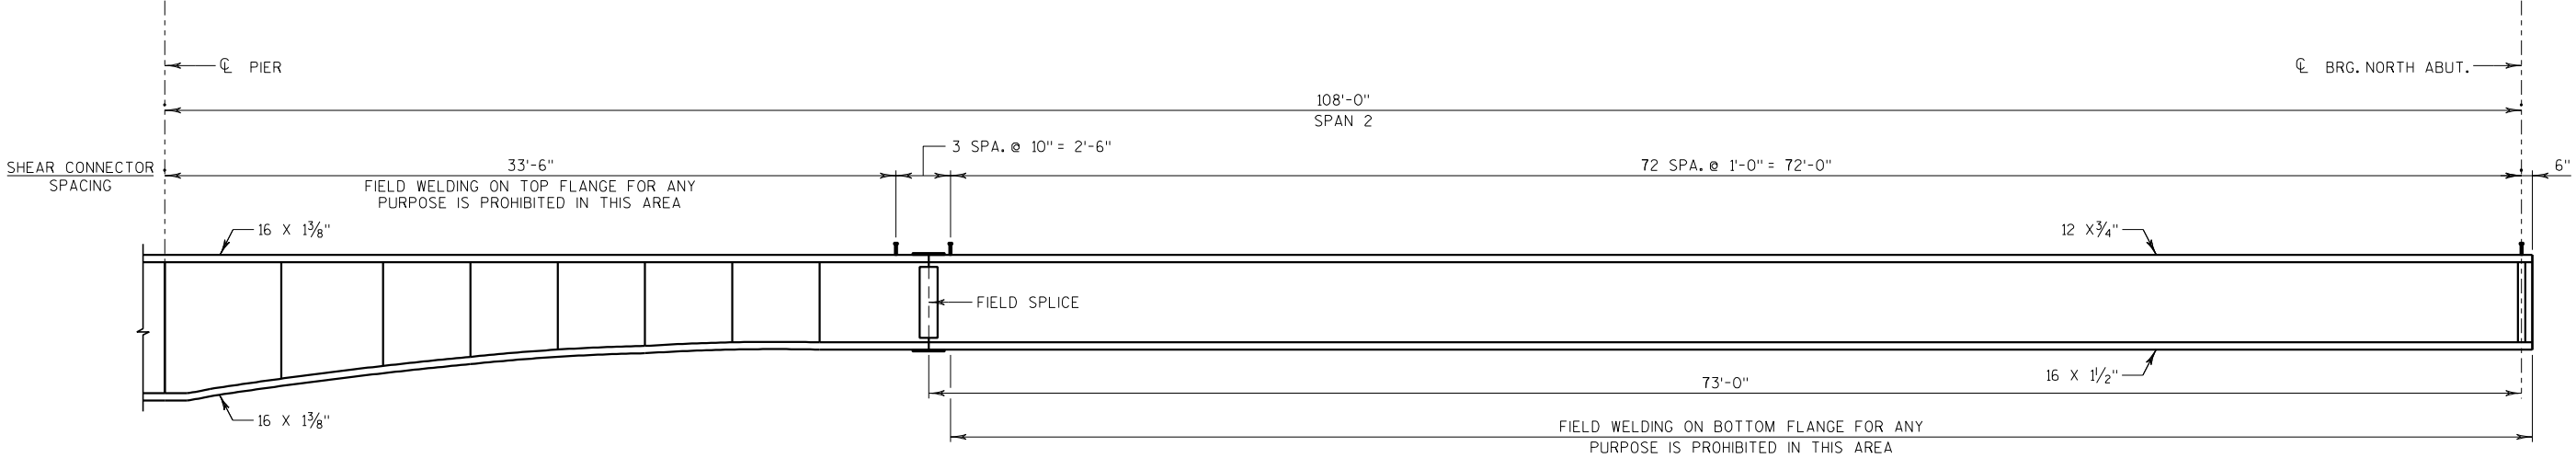 ℄ PIER
℄ BRG. NORTH ABUT.
108'-0"
SPAN 2
3 SPA. @ 10" = 2'-6"
SHEAR CONNECTOR
SPACING
33'-6"
72 SPA. @ 1'-0" = 72'-0"
6"
FIELD WELDING ON TOP FLANGE FOR ANY
PURPOSE IS PROHIBITED IN THIS AREA
16 X 1⅜"
12 X ¾"
FIELD SPLICE
16 X 1½"
73'-0"
16 X 1⅜"
FIELD WELDING ON BOTTOM FLANGE FOR ANY
PURPOSE IS PROHIBITED IN THIS AREA